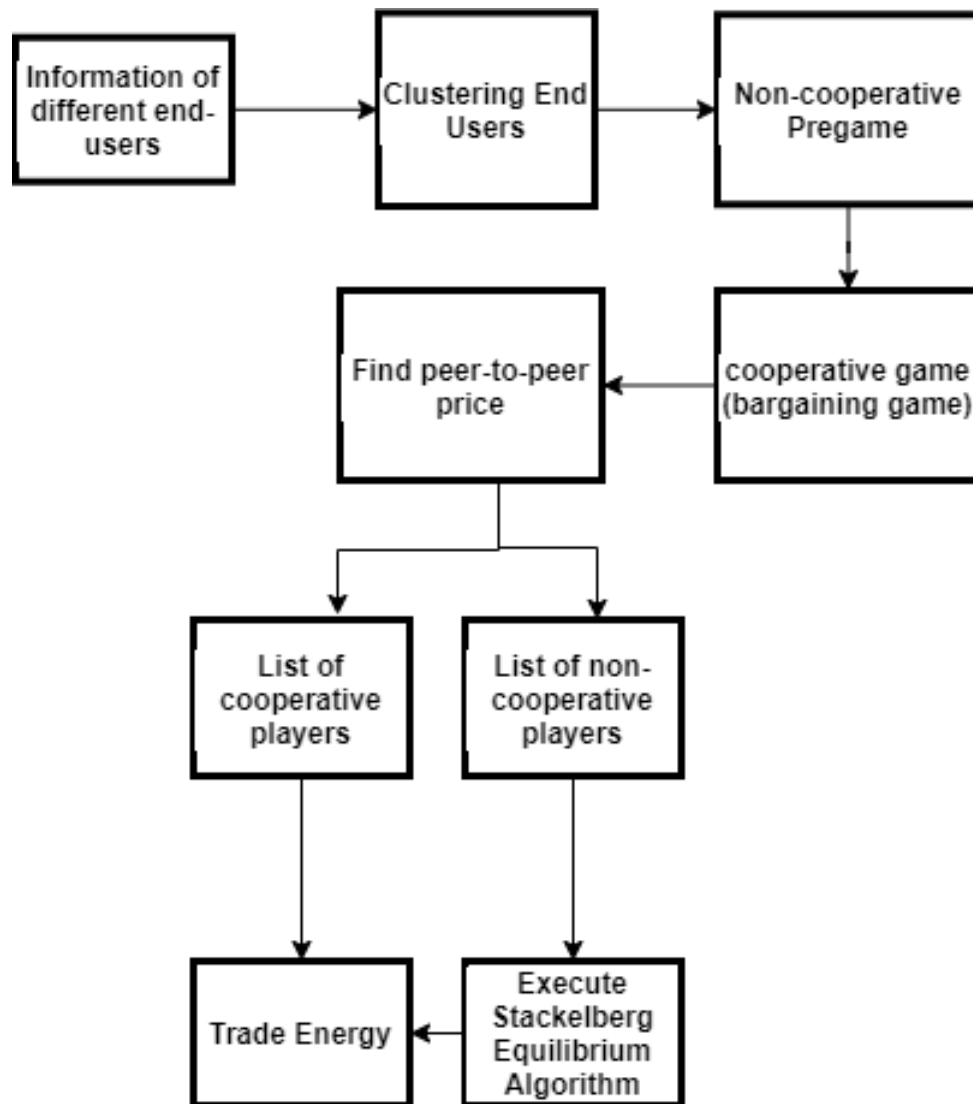 Information of
different end-
users
Clustering End
Users
Non-cooperative
Pregame
Find peer-to-peer
price
cooperative game
(bargaining game)
List of
cooperative
players
List of non-
cooperative
players
Trade Energy
Execute
Stackelberg
Equilibrium
Algorithm